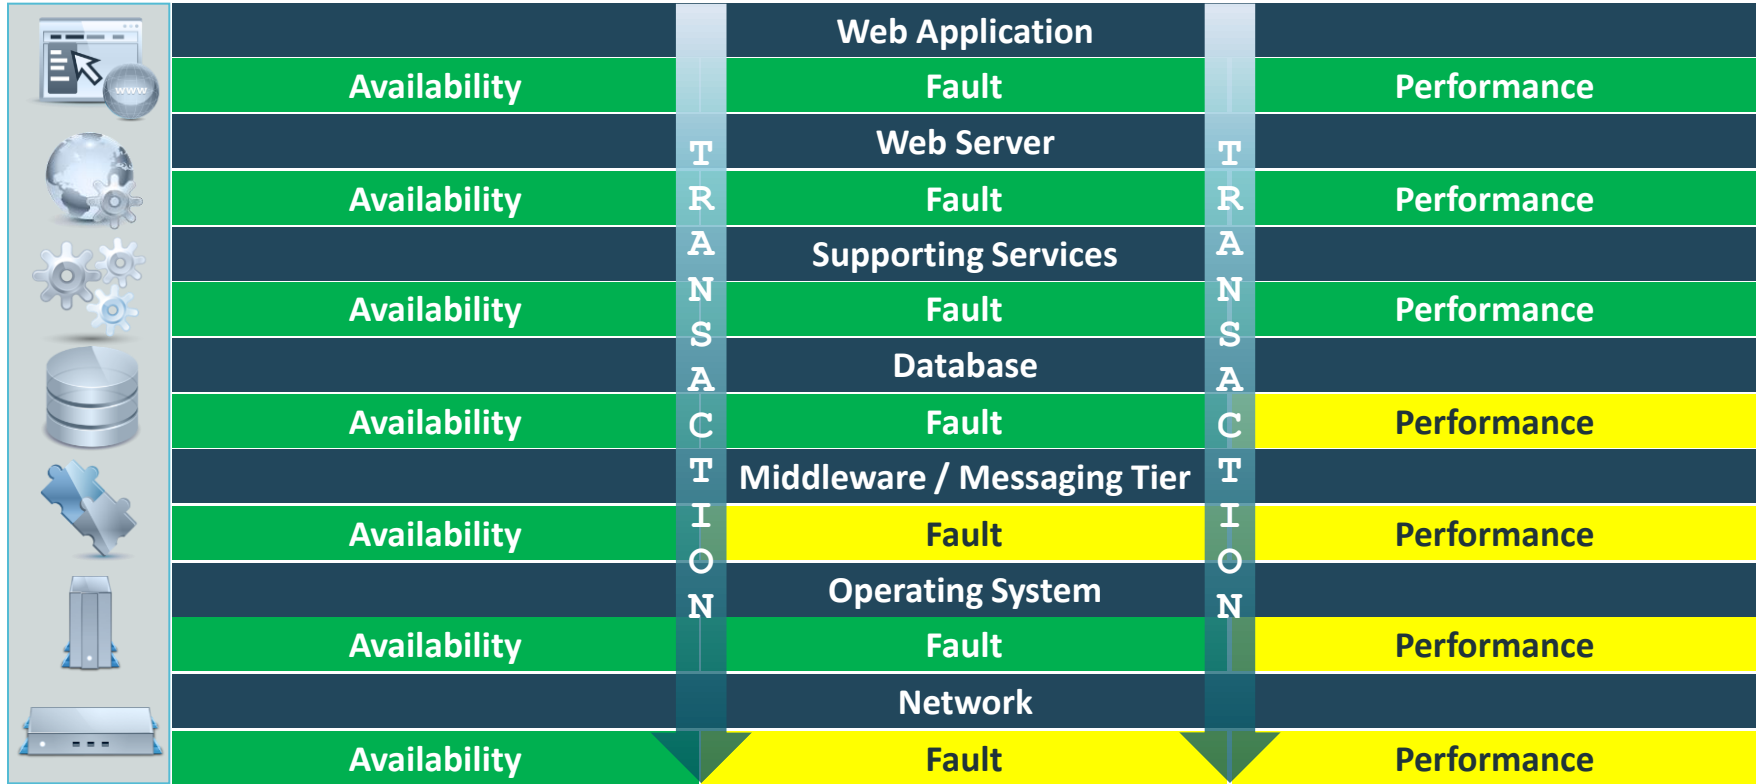 Web Application
Availability Fault Performance
Web Server
Availability Fault Performance
Supporting Services
Availability Fault Performance
Database
Availability Fault Performance
Middleware / Messaging Tier
Availability Fault Performance
Operating System
Availability Fault Performance
Network
Availability Fault Performance
TRANSACTION
TRANSACTION
www